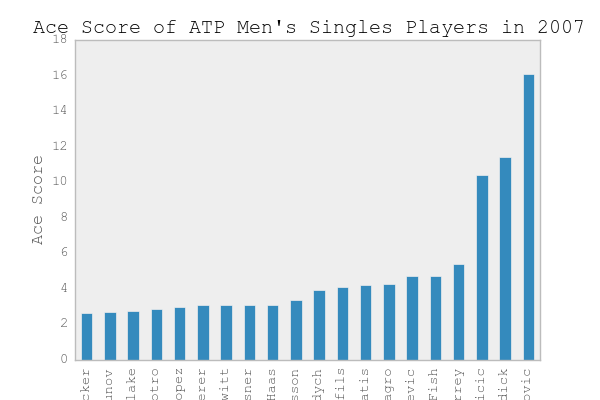 Ace Score of ATP Men's Singles Players in 2007
18
16
14
12
10
8
6
4
2
0
Ace Score
cker
unov
lake
otro
opez
erer
witt
sner
Haas
sson
dych
fils
atis
agro
evic
Fish
rrey
icic
dick
ovic